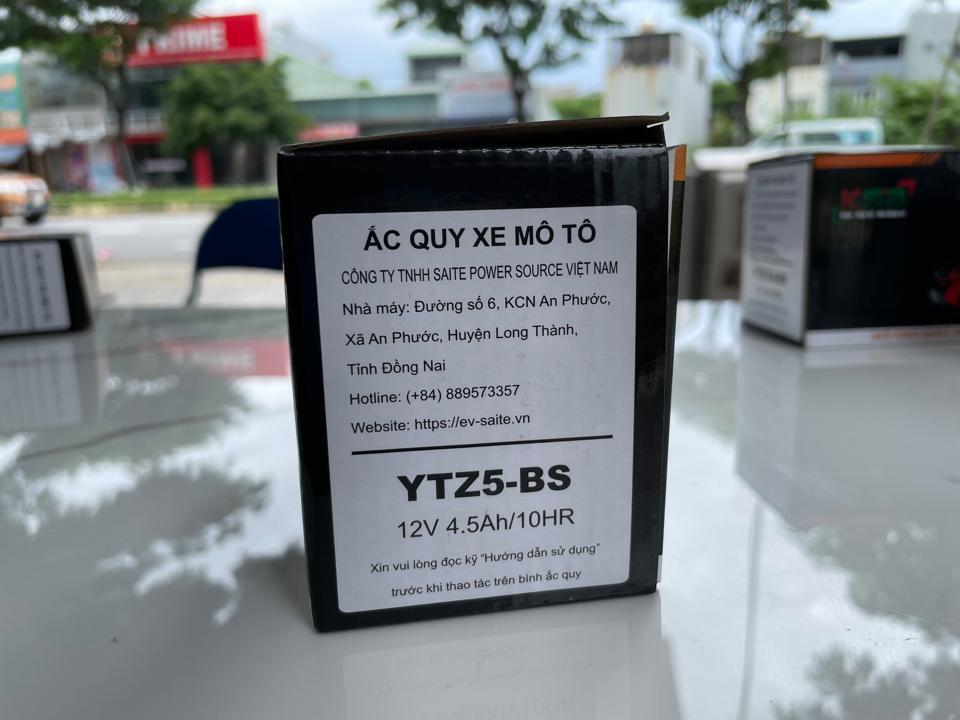 ẮC QUY XE MÔ TÔ
CÔNG TY TNHH SAITE POWER SOURCE VIỆT NAM
Nhà máy: Đường số 6, KCN An Phước,
Xã An Phước, Huyện Long Thành,
Tỉnh Đồng Nai
Hotline: (+84) 889573357
Website: https://ev-saite.vn
YTZ5-BS
12V 4.5Ah/10HR
Xin vui lòng đọc kỹ “Hướng dẫn sử dụng”
trước khi thao tác trên bình ắc quy